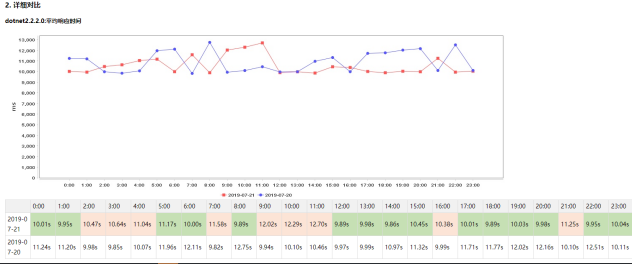 2. 详细对比
dotnet2.2.2.0:平均响应时间
13,000
12,000
11,000
10,000
9,000
8,000
7,000
6,000
5,000
4,000
3,000
2,000
1,000
0
ms
0:00 1:00 2:00 3:00 4:00 5:00 6:00 7:00 8:00 9:00 10:00 11:00 12:00 13:00 14:00 15:00 16:00 17:00 18:00 19:00 20:00 21:00 22:00 23:00
2019-07-21 2019-07-20
0:00 1:00 2:00 3:00 4:00 5:00 6:00 7:00 8:00 9:00 10:00 11:00 12:00 13:00 14:00 15:00 16:00 17:00 18:00 19:00 20:00 21:00 22:00 23:00
2019-0
7-21
10.01s 9.95s 10.47s 10.64s 11.04s 11.17s 10.00s 11.58s 9.89s 12.02s 12.29s 12.70s 9.89s 9.98s 9.86s 10.45s 10.38s 10.01s 9.89s 10.03s 9.98s 11.25s 9.95s 10.04s
2019-0
7-20
11.24s 11.20s 9.98s 9.85s 10.07s 11.96s 12.11s 9.82s 12.75s 9.94s 10.10s 10.46s 9.97s 9.99s 10.97s 11.32s 9.99s 11.71s 11.77s 12.02s 12.16s 10.10s 12.51s 10.11s